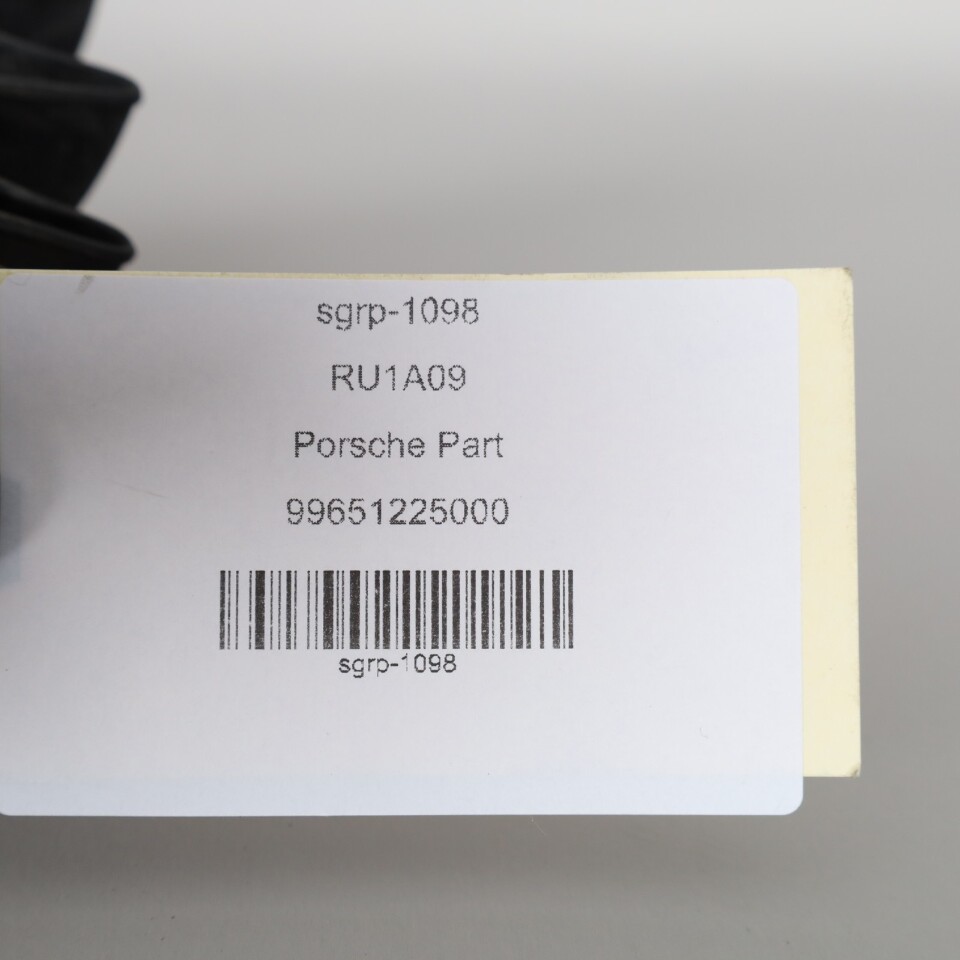 sgrp-1098
RU1A09
Porsche Part
99651225000
sgrp-1098